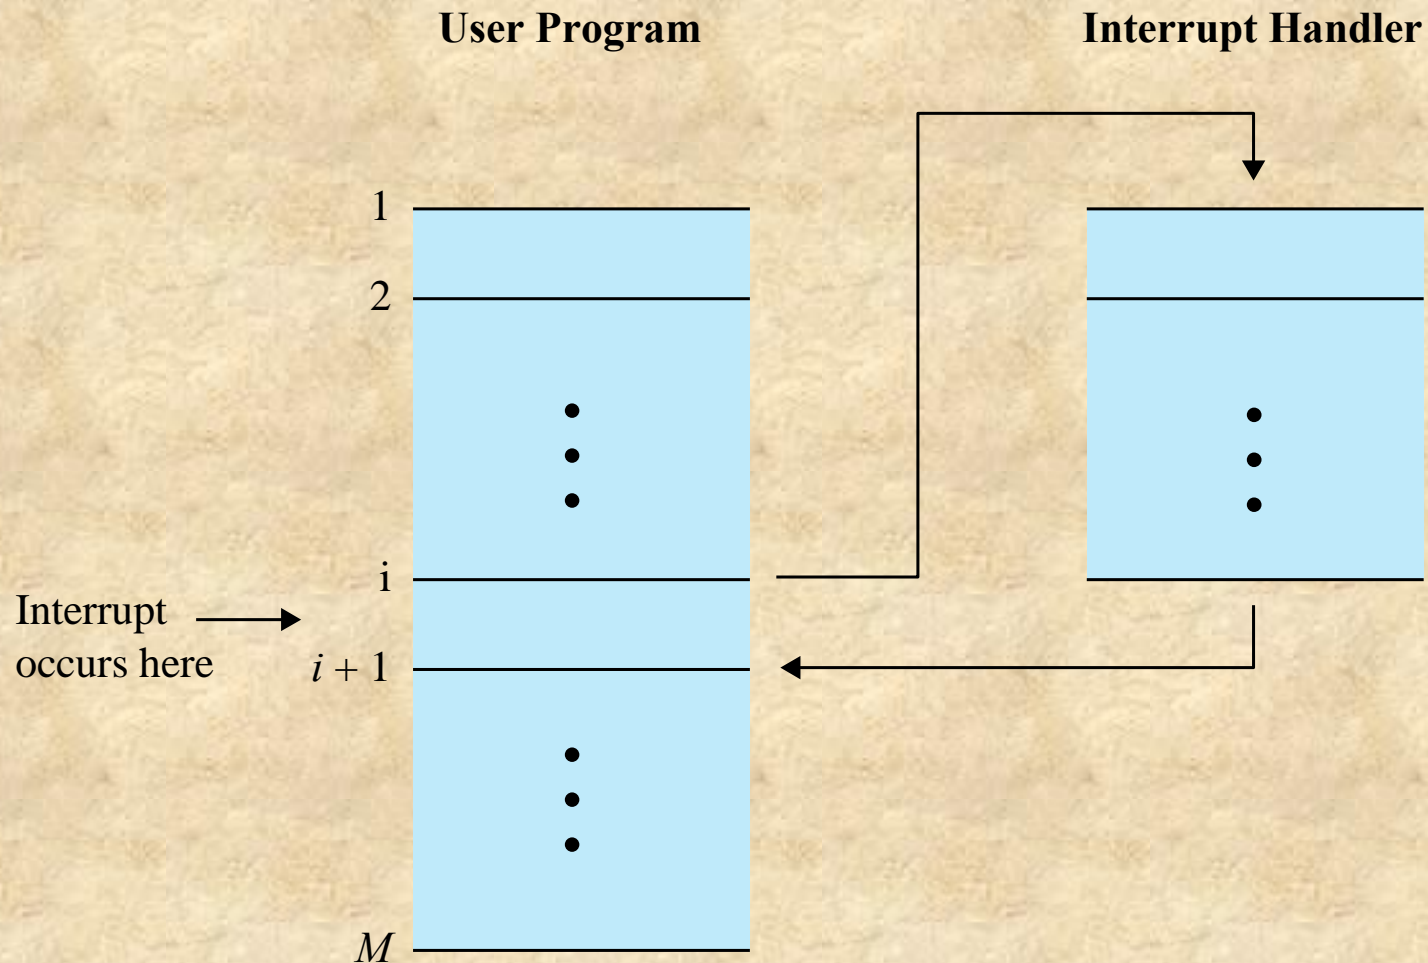 User Program
Interrupt Handler
1
2
i
Interrupt
occurs here
i + 1
M